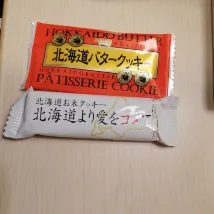 HOKKAIDO BUTTER
北海道バタークッキー
HOKKAIDOBUTTER
PATISSERIE COOKIE
北海道お米クッキー
北海道より愛をコメて